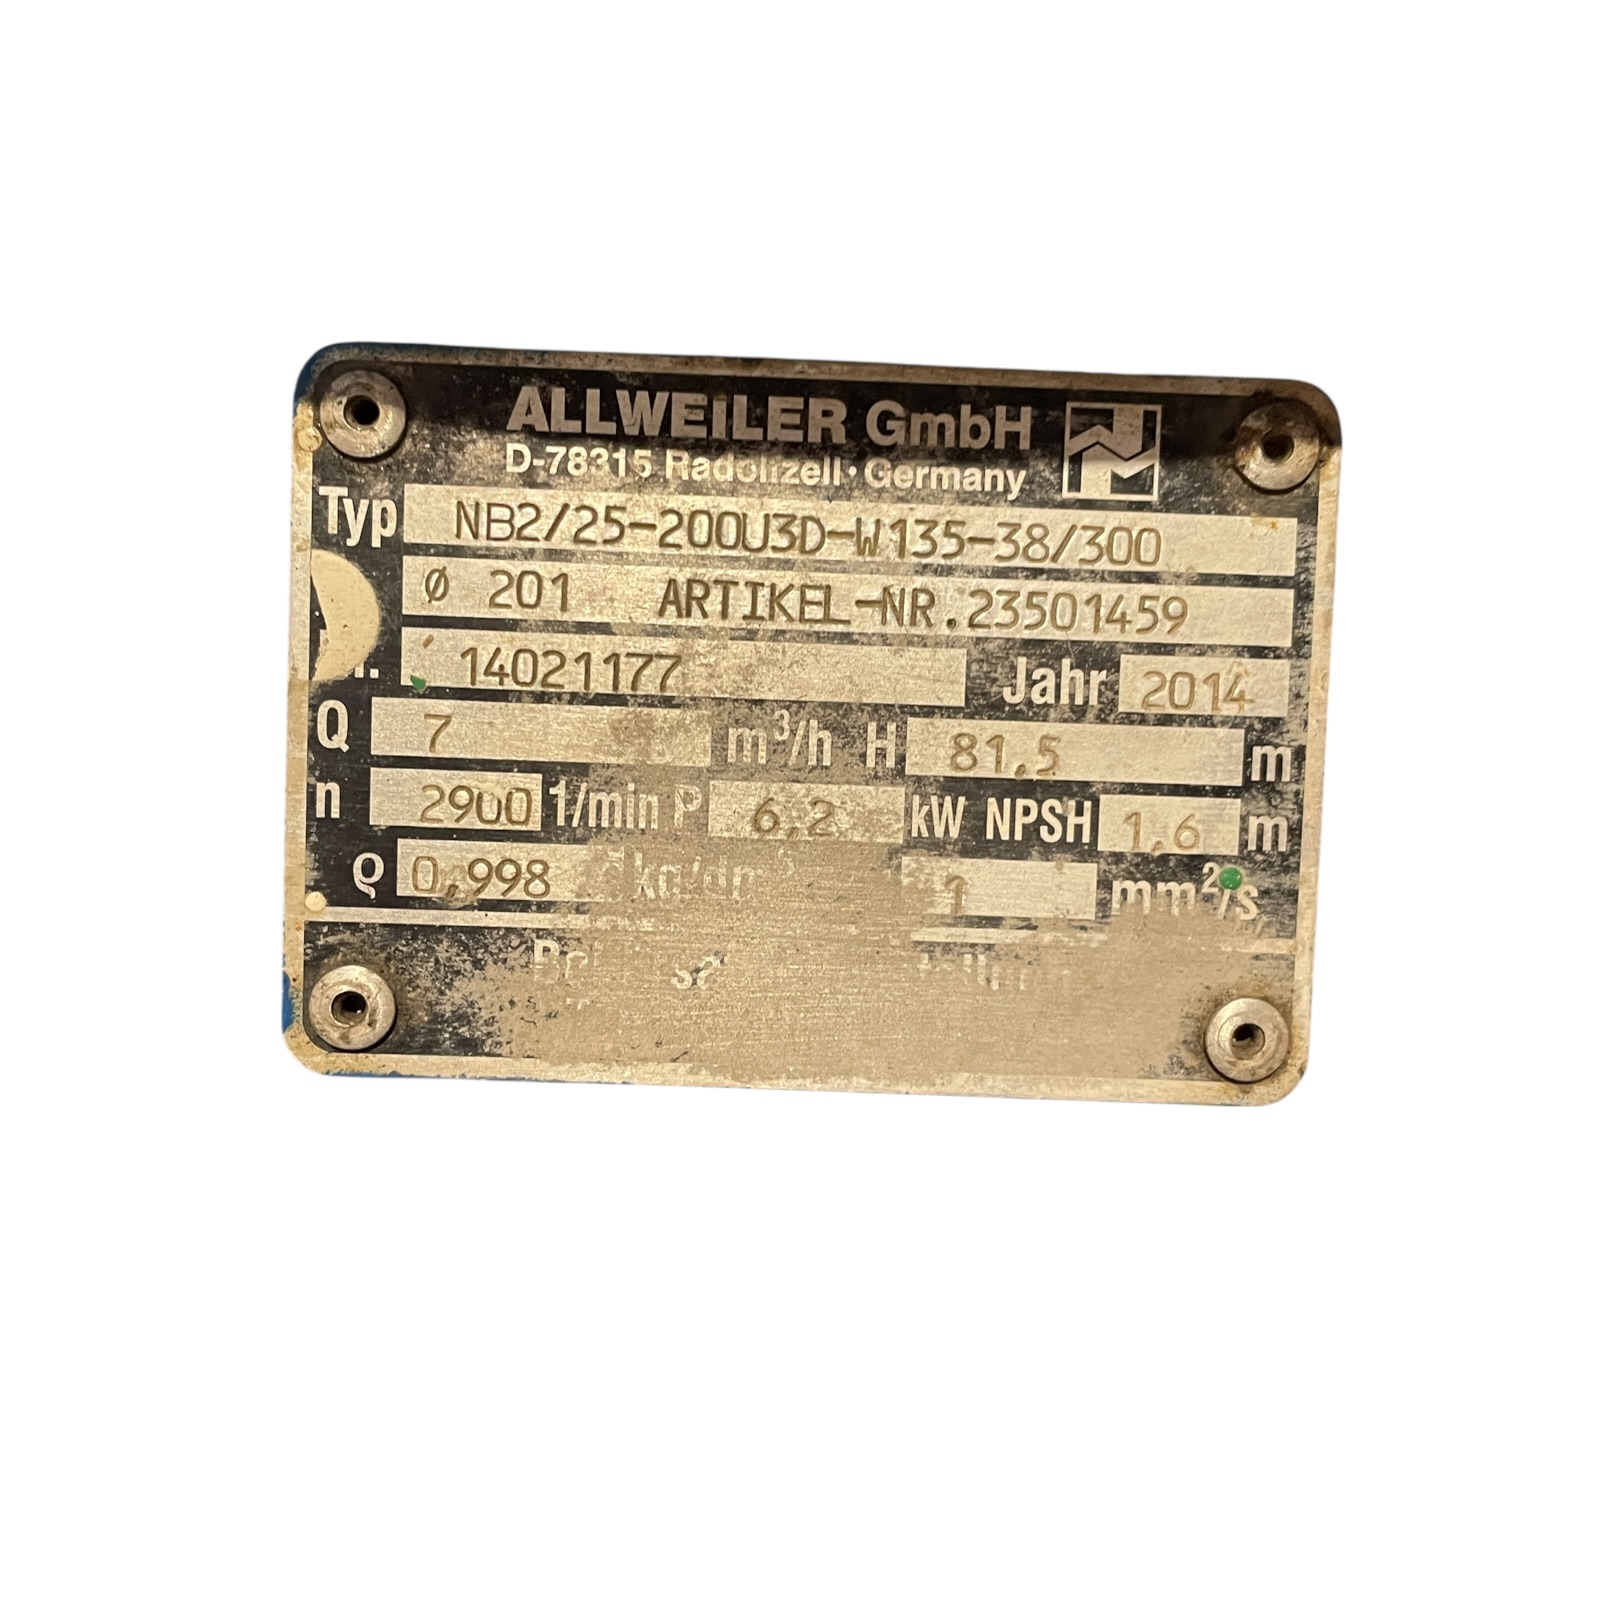 ALLWEILER GmbH
D-78315 Radolfzell·Germany
Typ NB2/25-200U3D-W135-38/300
Ø 201 ARTIKEL-NR.23501459
14021177 Jahr 2014
Q 7 m³/h H 81,5 m
n 2900 1/min P 6,2 kW NPSH 1,6 m
ϱ 0,998 1 mm²/s